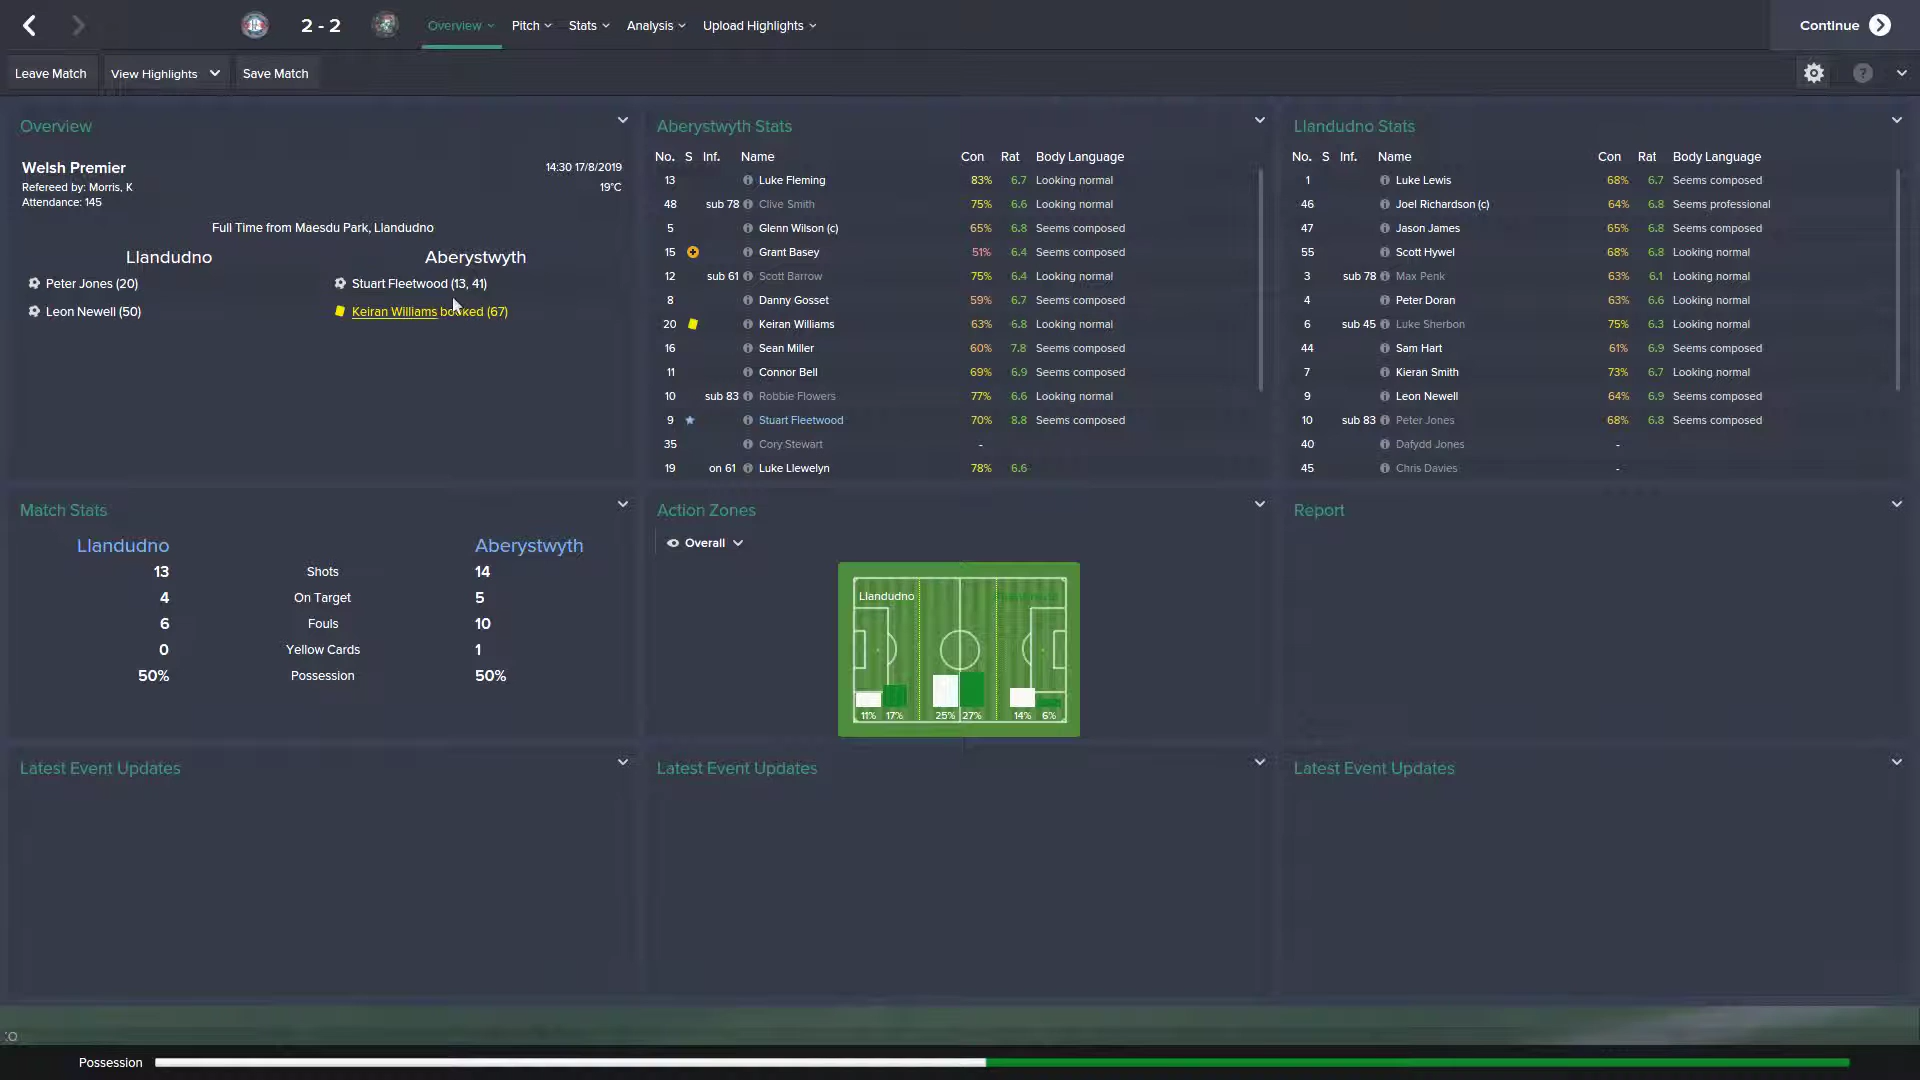 2 - 2
Overview
Pitch
Stats
Analysis
Upload Highlights
Continue
Leave Match
View Highlights
Save Match
?
Overview
Welsh Premier
14:30 17/8/2019
Refereed by: Morris, K
19°C
Attendance: 145
Full Time from Maesdu Park, Llandudno
Llandudno Aberystwyth
Peter Jones (20) Stuart Fleetwood (13, 41)
Leon Newell (50) Keiran Williams booked (67)
Aberystwyth Stats
No. S Inf. Name Con Rat Body Language
13 Luke Fleming 83% 6.7 Looking normal
48 sub 78 Clive Smith 75% 6.6 Looking normal
5 Glenn Wilson (c) 65% 6.8 Seems composed
15 Grant Basey 51% 6.4 Seems composed
12 sub 61 Scott Barrow 75% 6.4 Looking normal
8 Danny Gosset 59% 6.7 Seems composed
20 Keiran Williams 63% 6.8 Looking normal
16 Sean Miller 60% 7.8 Seems composed
11 Connor Bell 69% 6.9 Seems composed
10 sub 83 Robbie Flowers 77% 6.6 Looking normal
9 Stuart Fleetwood 70% 8.8 Seems composed
35 Cory Stewart -
19 on 61 Luke Llewelyn 78% 6.6
Llandudno Stats
No. S Inf. Name Con Rat Body Language
1 Luke Lewis 68% 6.7 Seems composed
46 Joel Richardson (c) 64% 6.8 Seems professional
47 Jason James 65% 6.8 Seems composed
55 Scott Hywel 68% 6.8 Looking normal
3 sub 78 Max Penk 63% 6.1 Looking normal
4 Peter Doran 63% 6.6 Looking normal
6 sub 45 Luke Sherbon 75% 6.3 Looking normal
44 Sam Hart 61% 6.9 Seems composed
7 Kieran Smith 73% 6.7 Looking normal
9 Leon Newell 64% 6.9 Seems composed
10 sub 83 Peter Jones 68% 6.8 Seems composed
40 Dafydd Jones -
45 Chris Davies -
Match Stats
Llandudno Aberystwyth
13 Shots 14
4 On Target 5
6 Fouls 10
0 Yellow Cards 1
50% Possession 50%
Action Zones
Overall
Llandudno
11% 17% 25% 27% 14% 6%
Report
Latest Event Updates
Latest Event Updates
Latest Event Updates
Possession